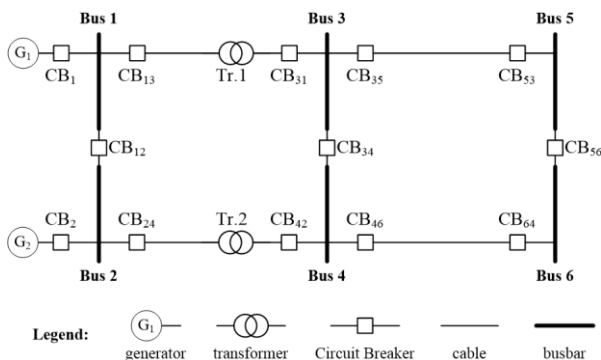 Bus 1 Bus 3 Bus 5
G₁
CB₁ CB₁₃ Tr.1 CB₃₁ CB₃₅ CB₅₃
CB₁₂ CB₃₄ CB₅₆
CB₂ CB₂₄ Tr.2 CB₄₂ CB₄₆ CB₆₄
G₂
Bus 2 Bus 4 Bus 6
Legend:
G₁
generator transformer Circuit Breaker cable busbar